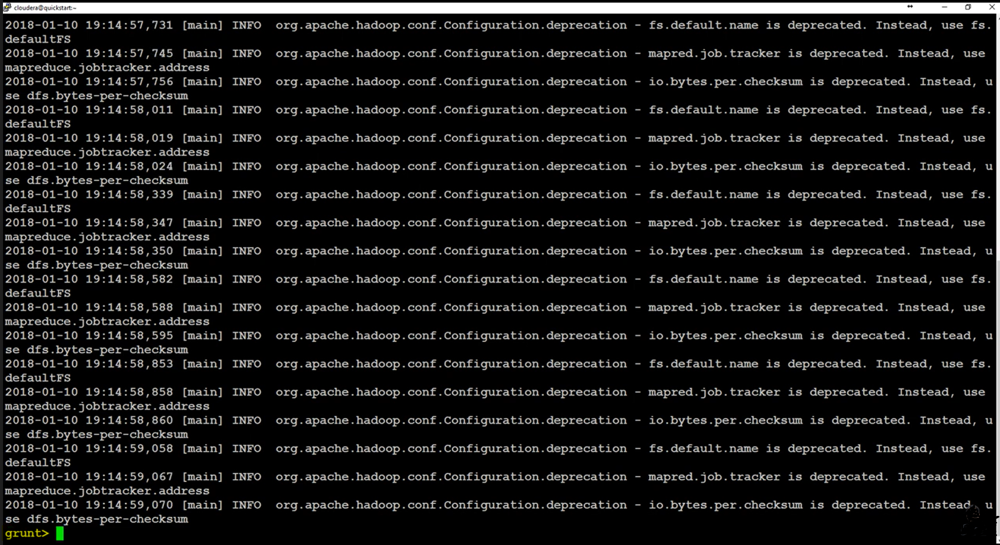 cloudera@quickstart:~
2018-01-10 19:14:57,731 [main] INFO  org.apache.hadoop.conf.Configuration.deprecation - fs.default.name is deprecated. Instead, use fs.
defaultFS
2018-01-10 19:14:57,745 [main] INFO  org.apache.hadoop.conf.Configuration.deprecation - mapred.job.tracker is deprecated. Instead, use
mapreduce.jobtracker.address
2018-01-10 19:14:57,756 [main] INFO  org.apache.hadoop.conf.Configuration.deprecation - io.bytes.per.checksum is deprecated. Instead, u
se dfs.bytes-per-checksum
2018-01-10 19:14:58,011 [main] INFO  org.apache.hadoop.conf.Configuration.deprecation - fs.default.name is deprecated. Instead, use fs.
defaultFS
2018-01-10 19:14:58,019 [main] INFO  org.apache.hadoop.conf.Configuration.deprecation - mapred.job.tracker is deprecated. Instead, use
mapreduce.jobtracker.address
2018-01-10 19:14:58,024 [main] INFO  org.apache.hadoop.conf.Configuration.deprecation - io.bytes.per.checksum is deprecated. Instead, u
se dfs.bytes-per-checksum
2018-01-10 19:14:58,339 [main] INFO  org.apache.hadoop.conf.Configuration.deprecation - fs.default.name is deprecated. Instead, use fs.
defaultFS
2018-01-10 19:14:58,347 [main] INFO  org.apache.hadoop.conf.Configuration.deprecation - mapred.job.tracker is deprecated. Instead, use
mapreduce.jobtracker.address
2018-01-10 19:14:58,350 [main] INFO  org.apache.hadoop.conf.Configuration.deprecation - io.bytes.per.checksum is deprecated. Instead, u
se dfs.bytes-per-checksum
2018-01-10 19:14:58,582 [main] INFO  org.apache.hadoop.conf.Configuration.deprecation - fs.default.name is deprecated. Instead, use fs.
defaultFS
2018-01-10 19:14:58,588 [main] INFO  org.apache.hadoop.conf.Configuration.deprecation - mapred.job.tracker is deprecated. Instead, use
mapreduce.jobtracker.address
2018-01-10 19:14:58,595 [main] INFO  org.apache.hadoop.conf.Configuration.deprecation - io.bytes.per.checksum is deprecated. Instead, u
se dfs.bytes-per-checksum
2018-01-10 19:14:58,853 [main] INFO  org.apache.hadoop.conf.Configuration.deprecation - fs.default.name is deprecated. Instead, use fs.
defaultFS
2018-01-10 19:14:58,858 [main] INFO  org.apache.hadoop.conf.Configuration.deprecation - mapred.job.tracker is deprecated. Instead, use
mapreduce.jobtracker.address
2018-01-10 19:14:58,860 [main] INFO  org.apache.hadoop.conf.Configuration.deprecation - io.bytes.per.checksum is deprecated. Instead, u
se dfs.bytes-per-checksum
2018-01-10 19:14:59,058 [main] INFO  org.apache.hadoop.conf.Configuration.deprecation - fs.default.name is deprecated. Instead, use fs.
defaultFS
2018-01-10 19:14:59,067 [main] INFO  org.apache.hadoop.conf.Configuration.deprecation - mapred.job.tracker is deprecated. Instead, use
mapreduce.jobtracker.address
2018-01-10 19:14:59,070 [main] INFO  org.apache.hadoop.conf.Configuration.deprecation - io.bytes.per.checksum is deprecated. Instead, u
se dfs.bytes-per-checksum
grunt>